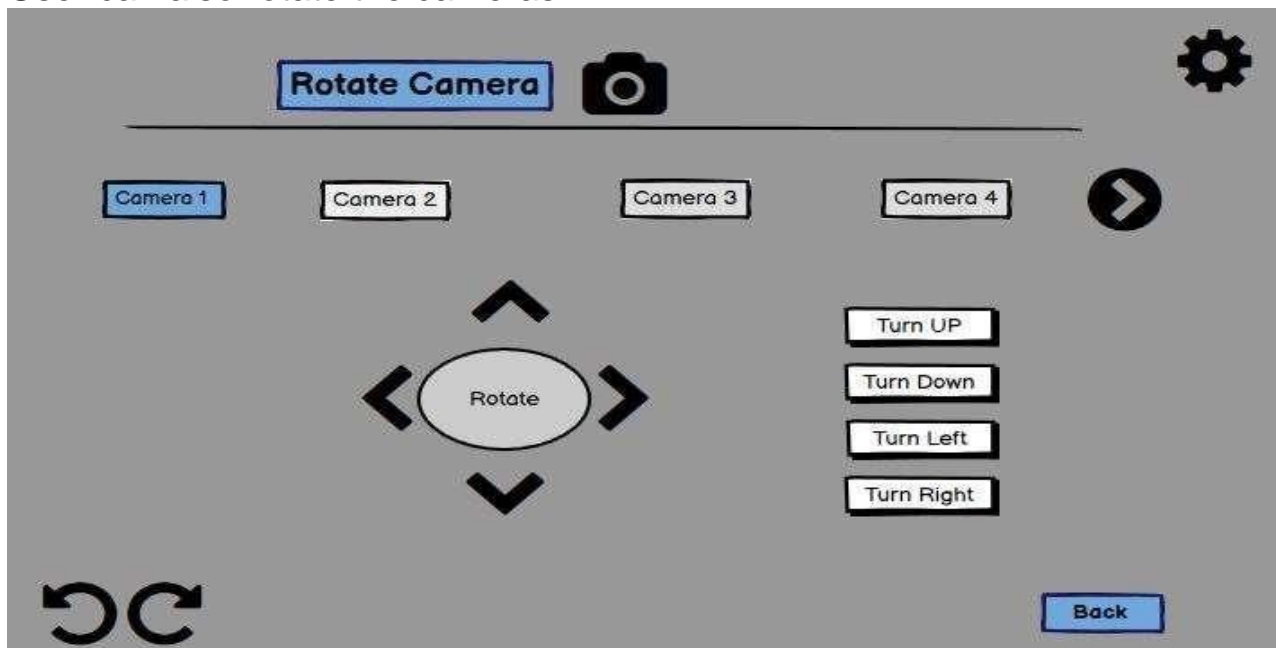 Rotate Camera
Camera 1
Camera 2
Camera 3
Camera 4
Rotate
Turn UP
Turn Down
Turn Left
Turn Right
Back